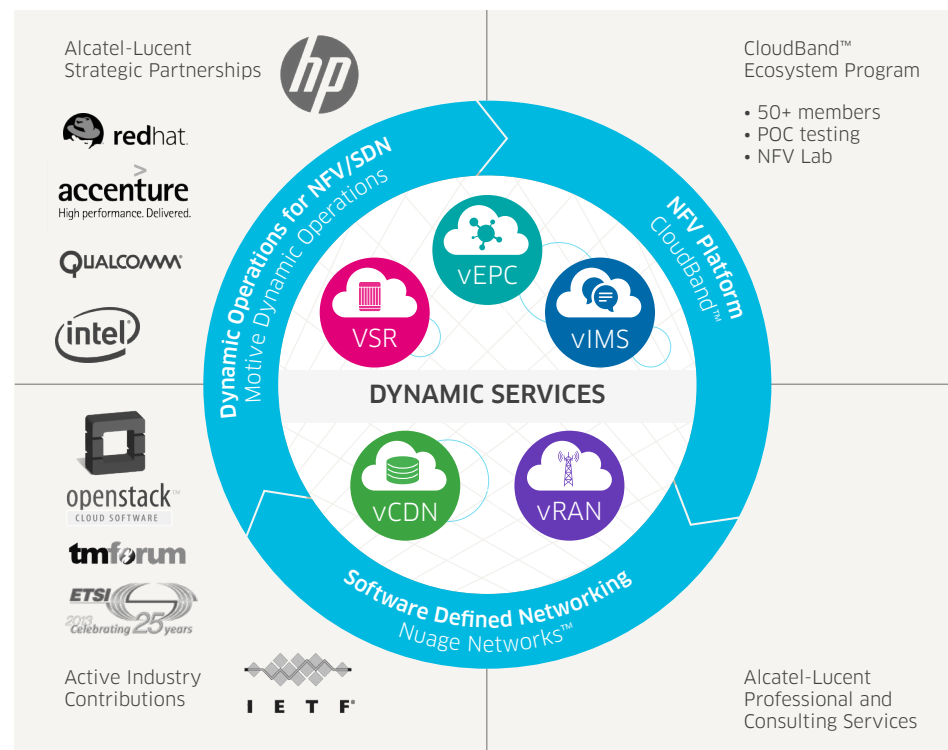 Alcatel-Lucent
Strategic Partnerships
hp
redhat.
accenture
High performance. Delivered.
QUALCOMM
intel
CloudBand™
Ecosystem Program
• 50+ members
• POC testing
• NFV Lab
Dynamic Operations for NFV/SDN
Motive Dynamic Operations
NFV Platform
CloudBand™
vEPC
VSR
vIMS
DYNAMIC SERVICES
vCDN
vRAN
Software Defined Networking
Nuage Networks™
openstack™
CLOUD SOFTWARE
tmforum
ETSI
2013
Celebrating 25 years
Active Industry
Contributions
IETF®
Alcatel-Lucent
Professional and
Consulting Services